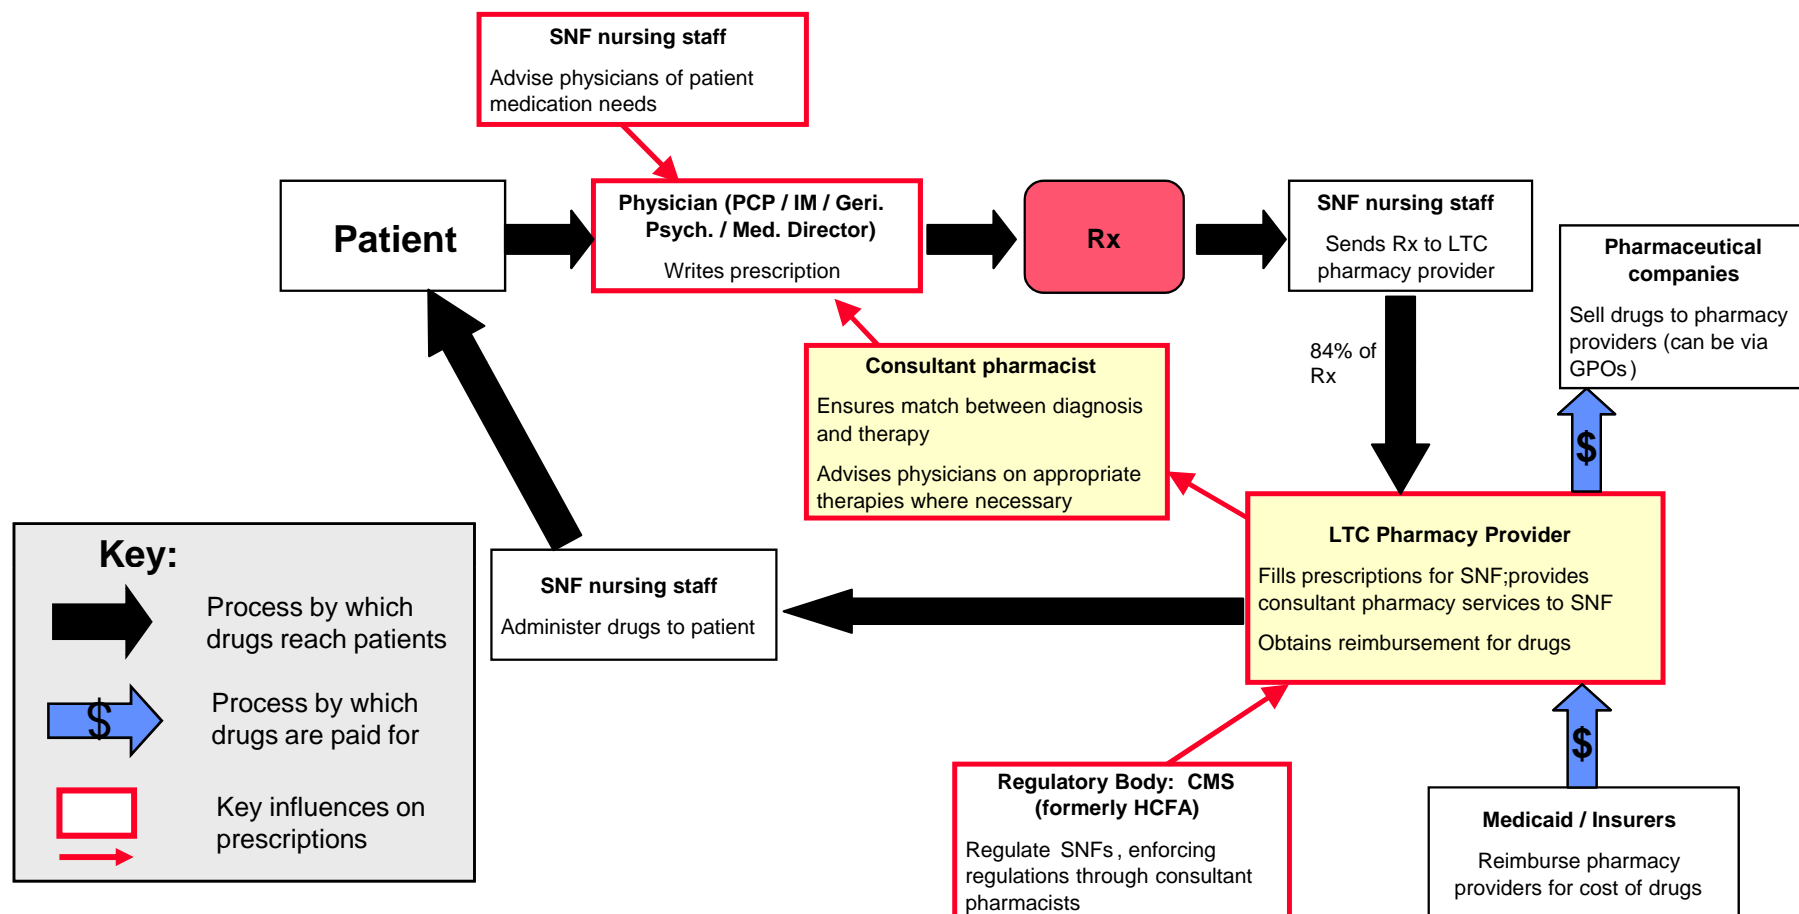 SNF nursing staff
Advise physicians of patient
medication needs
Patient
Physician (PCP / IM / Geri.
Psych. / Med. Director)
Writes prescription
Rx
SNF nursing staff
Sends Rx to LTC
pharmacy provider
Pharmaceutical
companies
Sell drugs to pharmacy
providers (can be via
GPOs)
84% of
Rx
Consultant pharmacist
Ensures match between diagnosis
and therapy
Advises physicians on appropriate
therapies where necessary
$
LTC Pharmacy Provider
Fills prescriptions for SNF;provides
consultant pharmacy services to SNF
Obtains reimbursement for drugs
SNF nursing staff
Administer drugs to patient
Key:
Process by which
drugs reach patients
$
Process by which
drugs are paid for
Key influences on
prescriptions
Regulatory Body: CMS
(formerly HCFA)
Regulate SNFs, enforcing
regulations through consultant
pharmacists
$
Medicaid / Insurers
Reimburse pharmacy
providers for cost of drugs